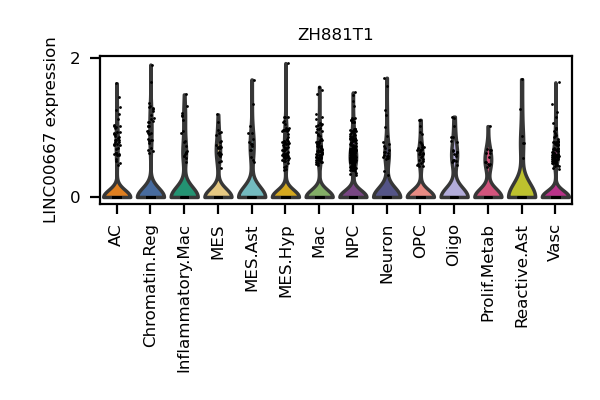 ZH881T1
LINC00667 expression
2
0
AC
Chromatin.Reg
Inflammatory.Mac
MES
MES.Ast
MES.Hyp
Mac
NPC
Neuron
OPC
Oligo
Prolif.Metab
Reactive.Ast
Vasc